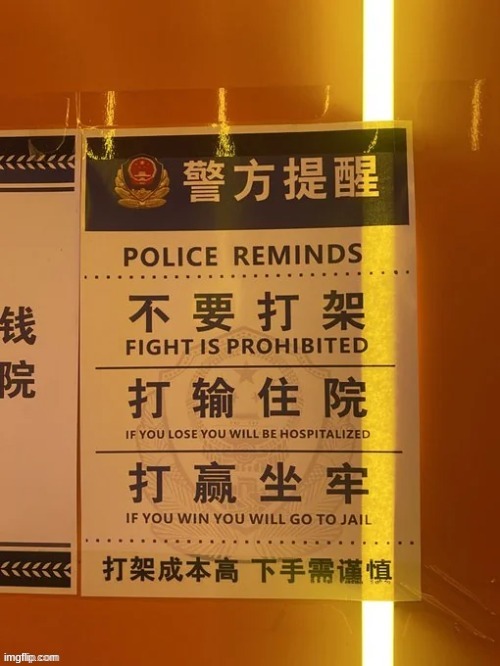 警方提醒
POLICE REMINDS
不要打架
FIGHT IS PROHIBITED
打输住院
IF YOU LOSE YOU WILL BE HOSPITALIZED
打赢坐牢
IF YOU WIN YOU WILL GO TO JAIL
打架成本高 下手需谨慎
钱
院
imgflip.com